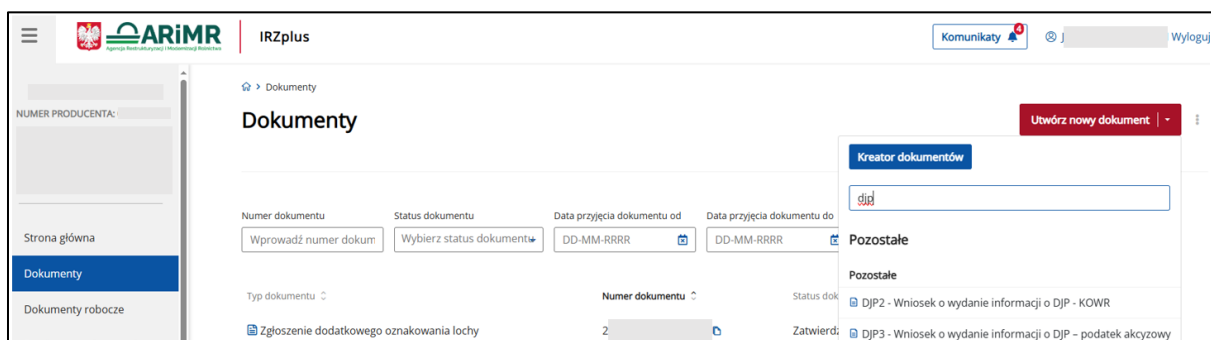 ARiMR
Agencja Restrukturyzacji i Modernizacji Rolnictwa
IRZplus
Komunikaty 4
J
Wyloguj
NUMER PRODUCENTA:
Strona główna
Dokumenty
Dokumenty robocze
> Dokumenty
Dokumenty
Utwórz nowy dokument
Kreator dokumentów
djp
Numer dokumentu Status dokumentu Data przyjęcia dokumentu od Data przyjęcia dokumentu do
Wprowadź numer dokum Wybierz status dokumentu DD-MM-RRRR DD-MM-RRRR
Pozostałe
Pozostałe
Typ dokumentu Numer dokumentu Status dok
DJP2 - Wniosek o wydanie informacji o DJP - KOWR
Zgłoszenie dodatkowego oznakowania lochy 2 Zatwierdz
DJP3 - Wniosek o wydanie informacji o DJP – podatek akcyzowy